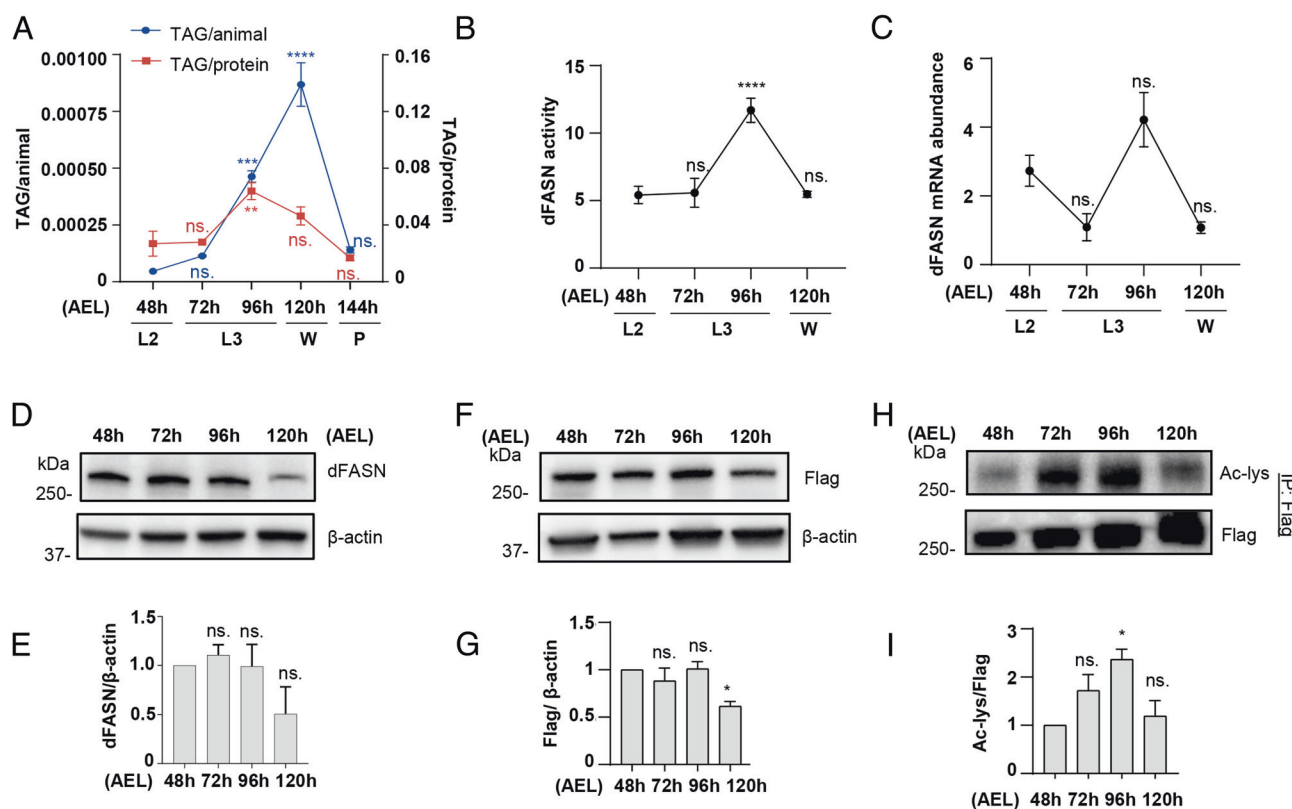 A
TAG/animal
TAG/protein
TAG/animal
0.00100
0.00075
0.00050
0.00025
0
0.16
0.12
0.08
0.04
0
TAG/protein
****
***
**
ns.
ns.
ns.
ns.
ns.
(AEL) 48h 72h 96h 120h 144h
L2 L3 W P
B
dFASN activity
15
10
5
0
ns.
****
ns.
(AEL) 48h 72h 96h 120h
L2 L3 W
C
dFASN mRNA abundance
6
4
2
0
ns.
ns.
ns.
(AEL) 48h 72h 96h 120h
L2 L3 W
D
48h 72h 96h 120h (AEL)
kDa
250-
dFASN
37-
β-actin
F
(AEL) 48h 72h 96h 120h
kDa
250-
Flag
37-
β-actin
H
(AEL) 48h 72h 96h 120h
kDa
250-
Ac-lys
250-
Flag
IP: Flag
E
dFASN/β-actin
1.5
1.0
0.5
0
ns. ns.
ns.
(AEL) 48h 72h 96h 120h
G
Flag/ β-actin
1.5
1
0.5
0
ns. ns.
*
(AEL) 48h 72h 96h 120h
I
Ac-lys/Flag
3
2
1
0
ns.
*
ns.
(AEL) 48h 72h 96h 120h